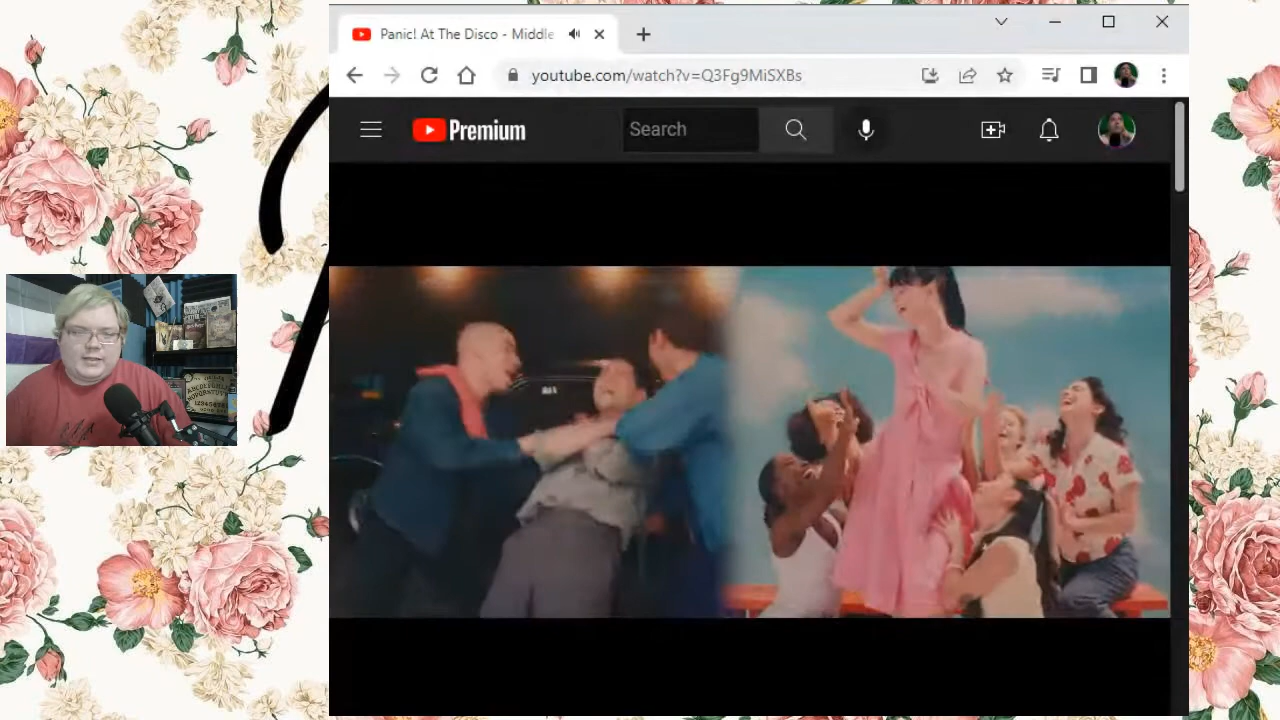 Panic! At The Disco - Middle
youtube.com/watch?v=Q3Fg9MiSXBs
Premium
Search